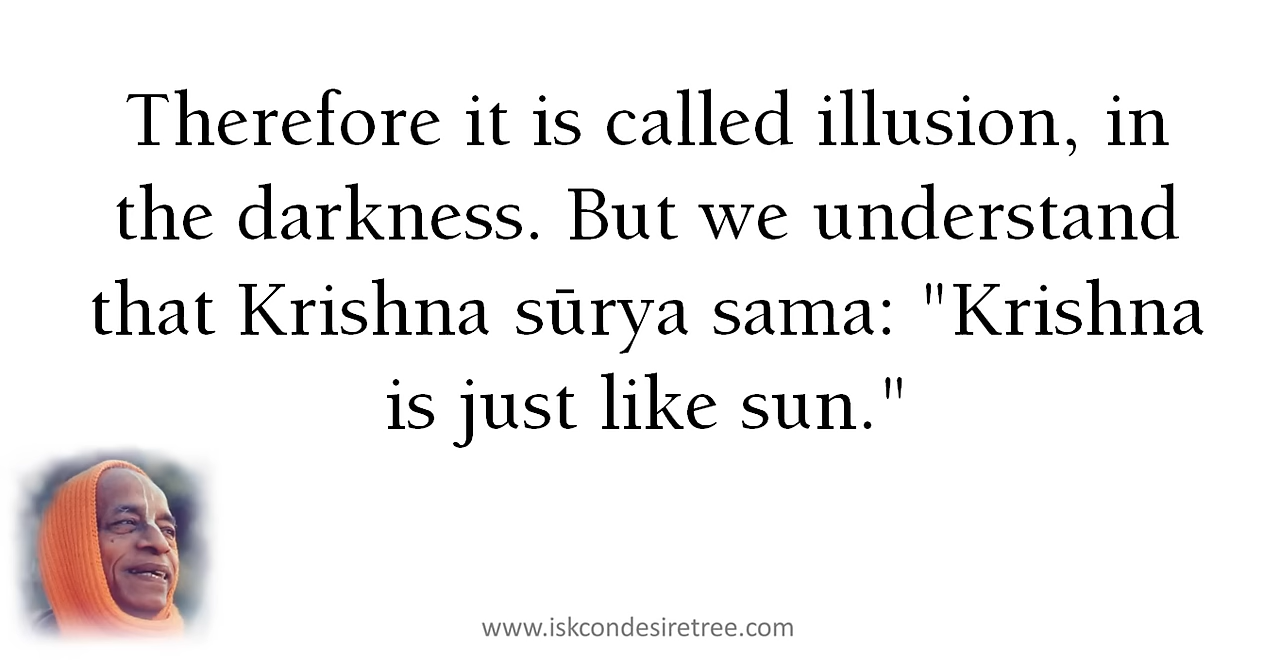 Therefore it is called illusion, in
the darkness. But we understand
that Krishna sūrya sama: "Krishna
is just like sun."
www.iskcondesiretree.com